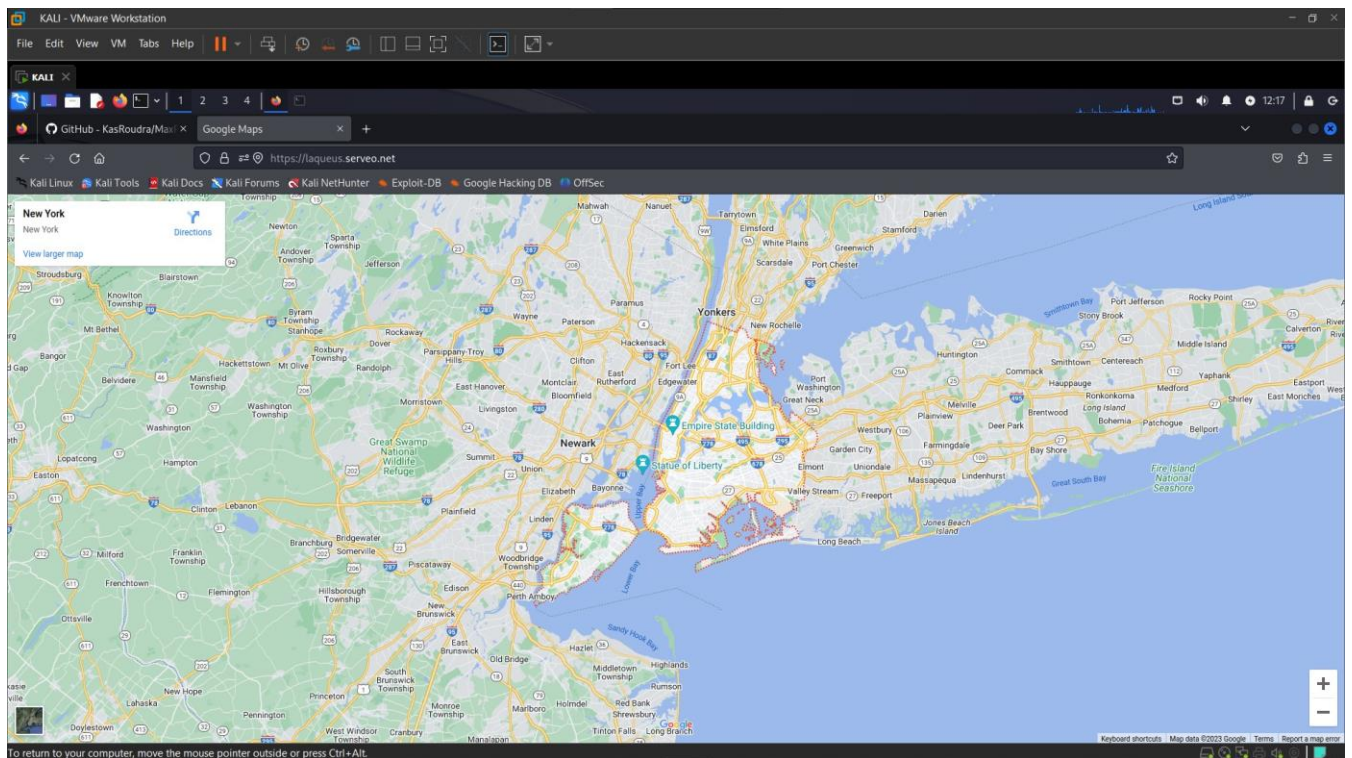 KALI - VMware Workstation
File Edit View VM Tabs Help
KALI
1 2 3 4
12:17
GitHub - KasRoudra/Max
Google Maps
https://laqueus.serveo.net
Kali Linux Kali Tools Kali Docs Kali Forums Kali NetHunter Exploit-DB Google Hacking DB OffSec
New York
New York
Directions
View larger map
Township
Mahwah
Nanuet
Tarrytown
Darien
Newton
Elmsford
Stamford
Sparta
Township
White Plains
Greenwich
Andover
Township
Jefferson
Scarsdale
Port Chester
Stroudsburg
Blairstown
Knowlton
Township
Paramus
Smithtown Bay
Port Jefferson
Rocky Point
Byram
Township
Wayne
Yonkers
Stony Brook
Stanhope
Paterson
New Rochelle
Mt Bethel
Rockaway
Calverton
Hackensack
Middle Island
Roxbury
Township
Dover
Parsippany-Troy
Hills
Huntington
Bangor
Hackettstown
Mt Olive
Randolph
Clifton
Fort Lee
Smithtown
Centereach
East
Rutherford
Edgewater
Port
Washington
Commack
Yaphank
Belvidere
Mansfield
Township
East Hanover
Montclair
Hauppauge
Medford
Eastport
Bloomfield
Great Neck
Ronkonkoma
Morristown
Livingston
Melville
Long Island
Shirley
East Moriches
Washington
Township
Plainview
Brentwood
Bohemia
Patchogue
Washington
Empire State Building
Westbury
Deer Park
Bellport
Great Swamp
National
Wildlife
Refuge
Newark
Garden City
Farmingdale
Bay Shore
Lopatcong
Hampton
Summit
Statue of Liberty
Elmont
Uniondale
Union
Massapequa
Lindenhurst
Fire Island
National
Seashore
Easton
Elizabeth
Bayonne
Upper Bay
Valley Stream
Freeport
Great South Bay
Clinton
Lebanon
Plainfield
Linden
Jones Beach
Island
Bridgewater
Branchburg
Somerville
Long Beach
Milford
Franklin
Township
Woodbridge
Township
Piscataway
Lower Bay
Frenchtown
Flemington
Hillsborough
Township
Edison
Perth Amboy
New
Brunswick
Ottsville
Sandy Hook Bay
East
Brunswick
Hazlet
Old Bridge
Middletown
Township
Highlands
South
Brunswick
Township
Rumson
New Hope
Princeton
Lahaska
Monroe
Township
Marlboro
Holmdel
Red Bank
Pennington
Shrewsbury
Google
Doylestown
West Windsor
Township
Cranbury
Manalapan
Tinton Falls
Long Branch
Keyboard shortcuts Map data ©2023 Google Terms Report a map error
To return to your computer, move the mouse pointer outside or press Ctrl+Alt.